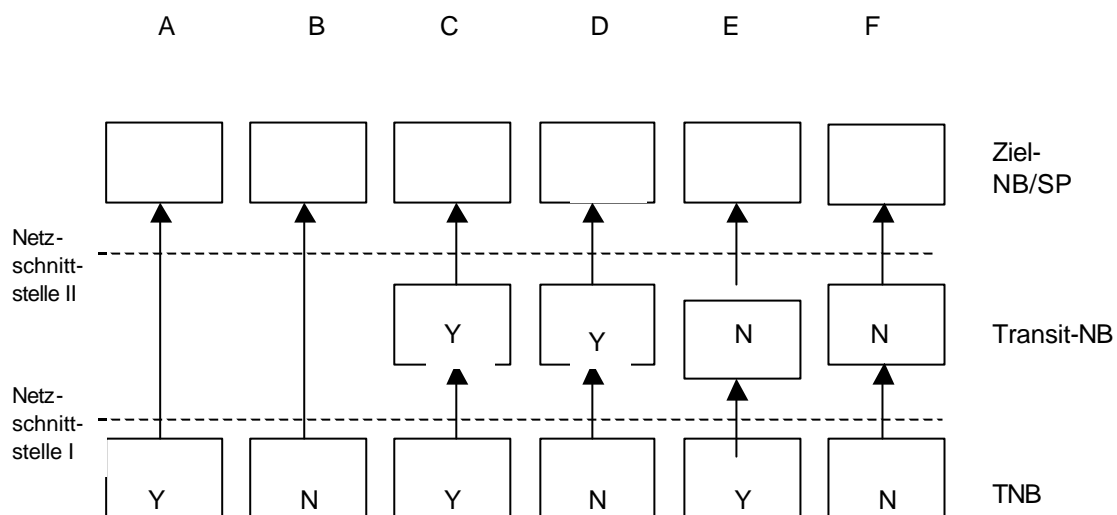 A B C D E F
Ziel-
NB/SP
Netz-
schnitt-
stelle II
Y Y N N
Transit-NB
Netz-
schnitt-
stelle I
Y N Y N Y N
TNB